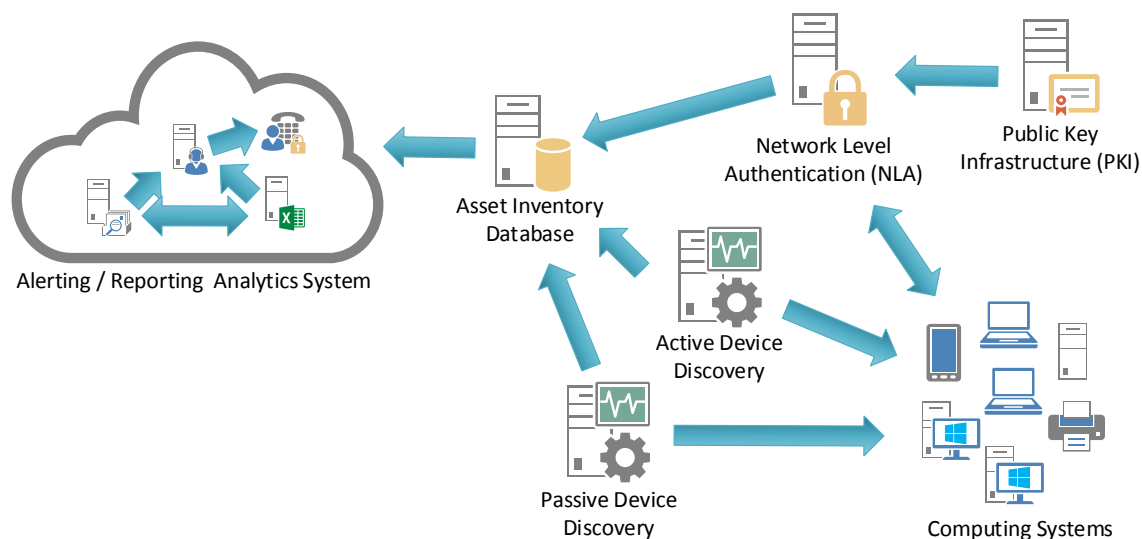 Network Level
Authentication (NLA)
Public Key
Infrastructure (PKI)
Asset Inventory
Database
Alerting / Reporting  Analytics System
Active Device
Discovery
Passive Device
Discovery
Computing Systems